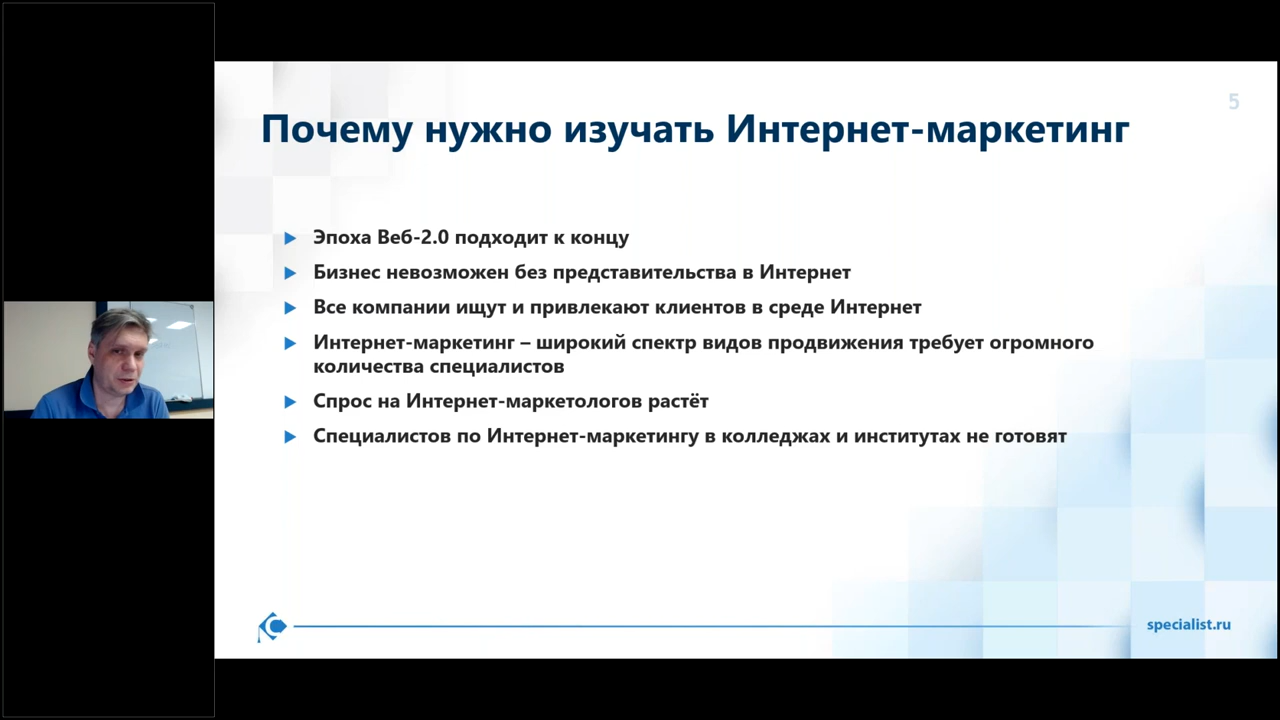 5
Почему нужно изучать Интернет-маркетинг
Эпоха Веб-2.0 подходит к концу
Бизнес невозможен без представительства в Интернет
Все компании ищут и привлекают клиентов в среде Интернет
Интернет-маркетинг – широкий спектр видов продвижения требует огромного
количества специалистов
Спрос на Интернет-маркетологов растёт
Специалистов по Интернет-маркетингу в колледжах и институтах не готовят
specialist.ru